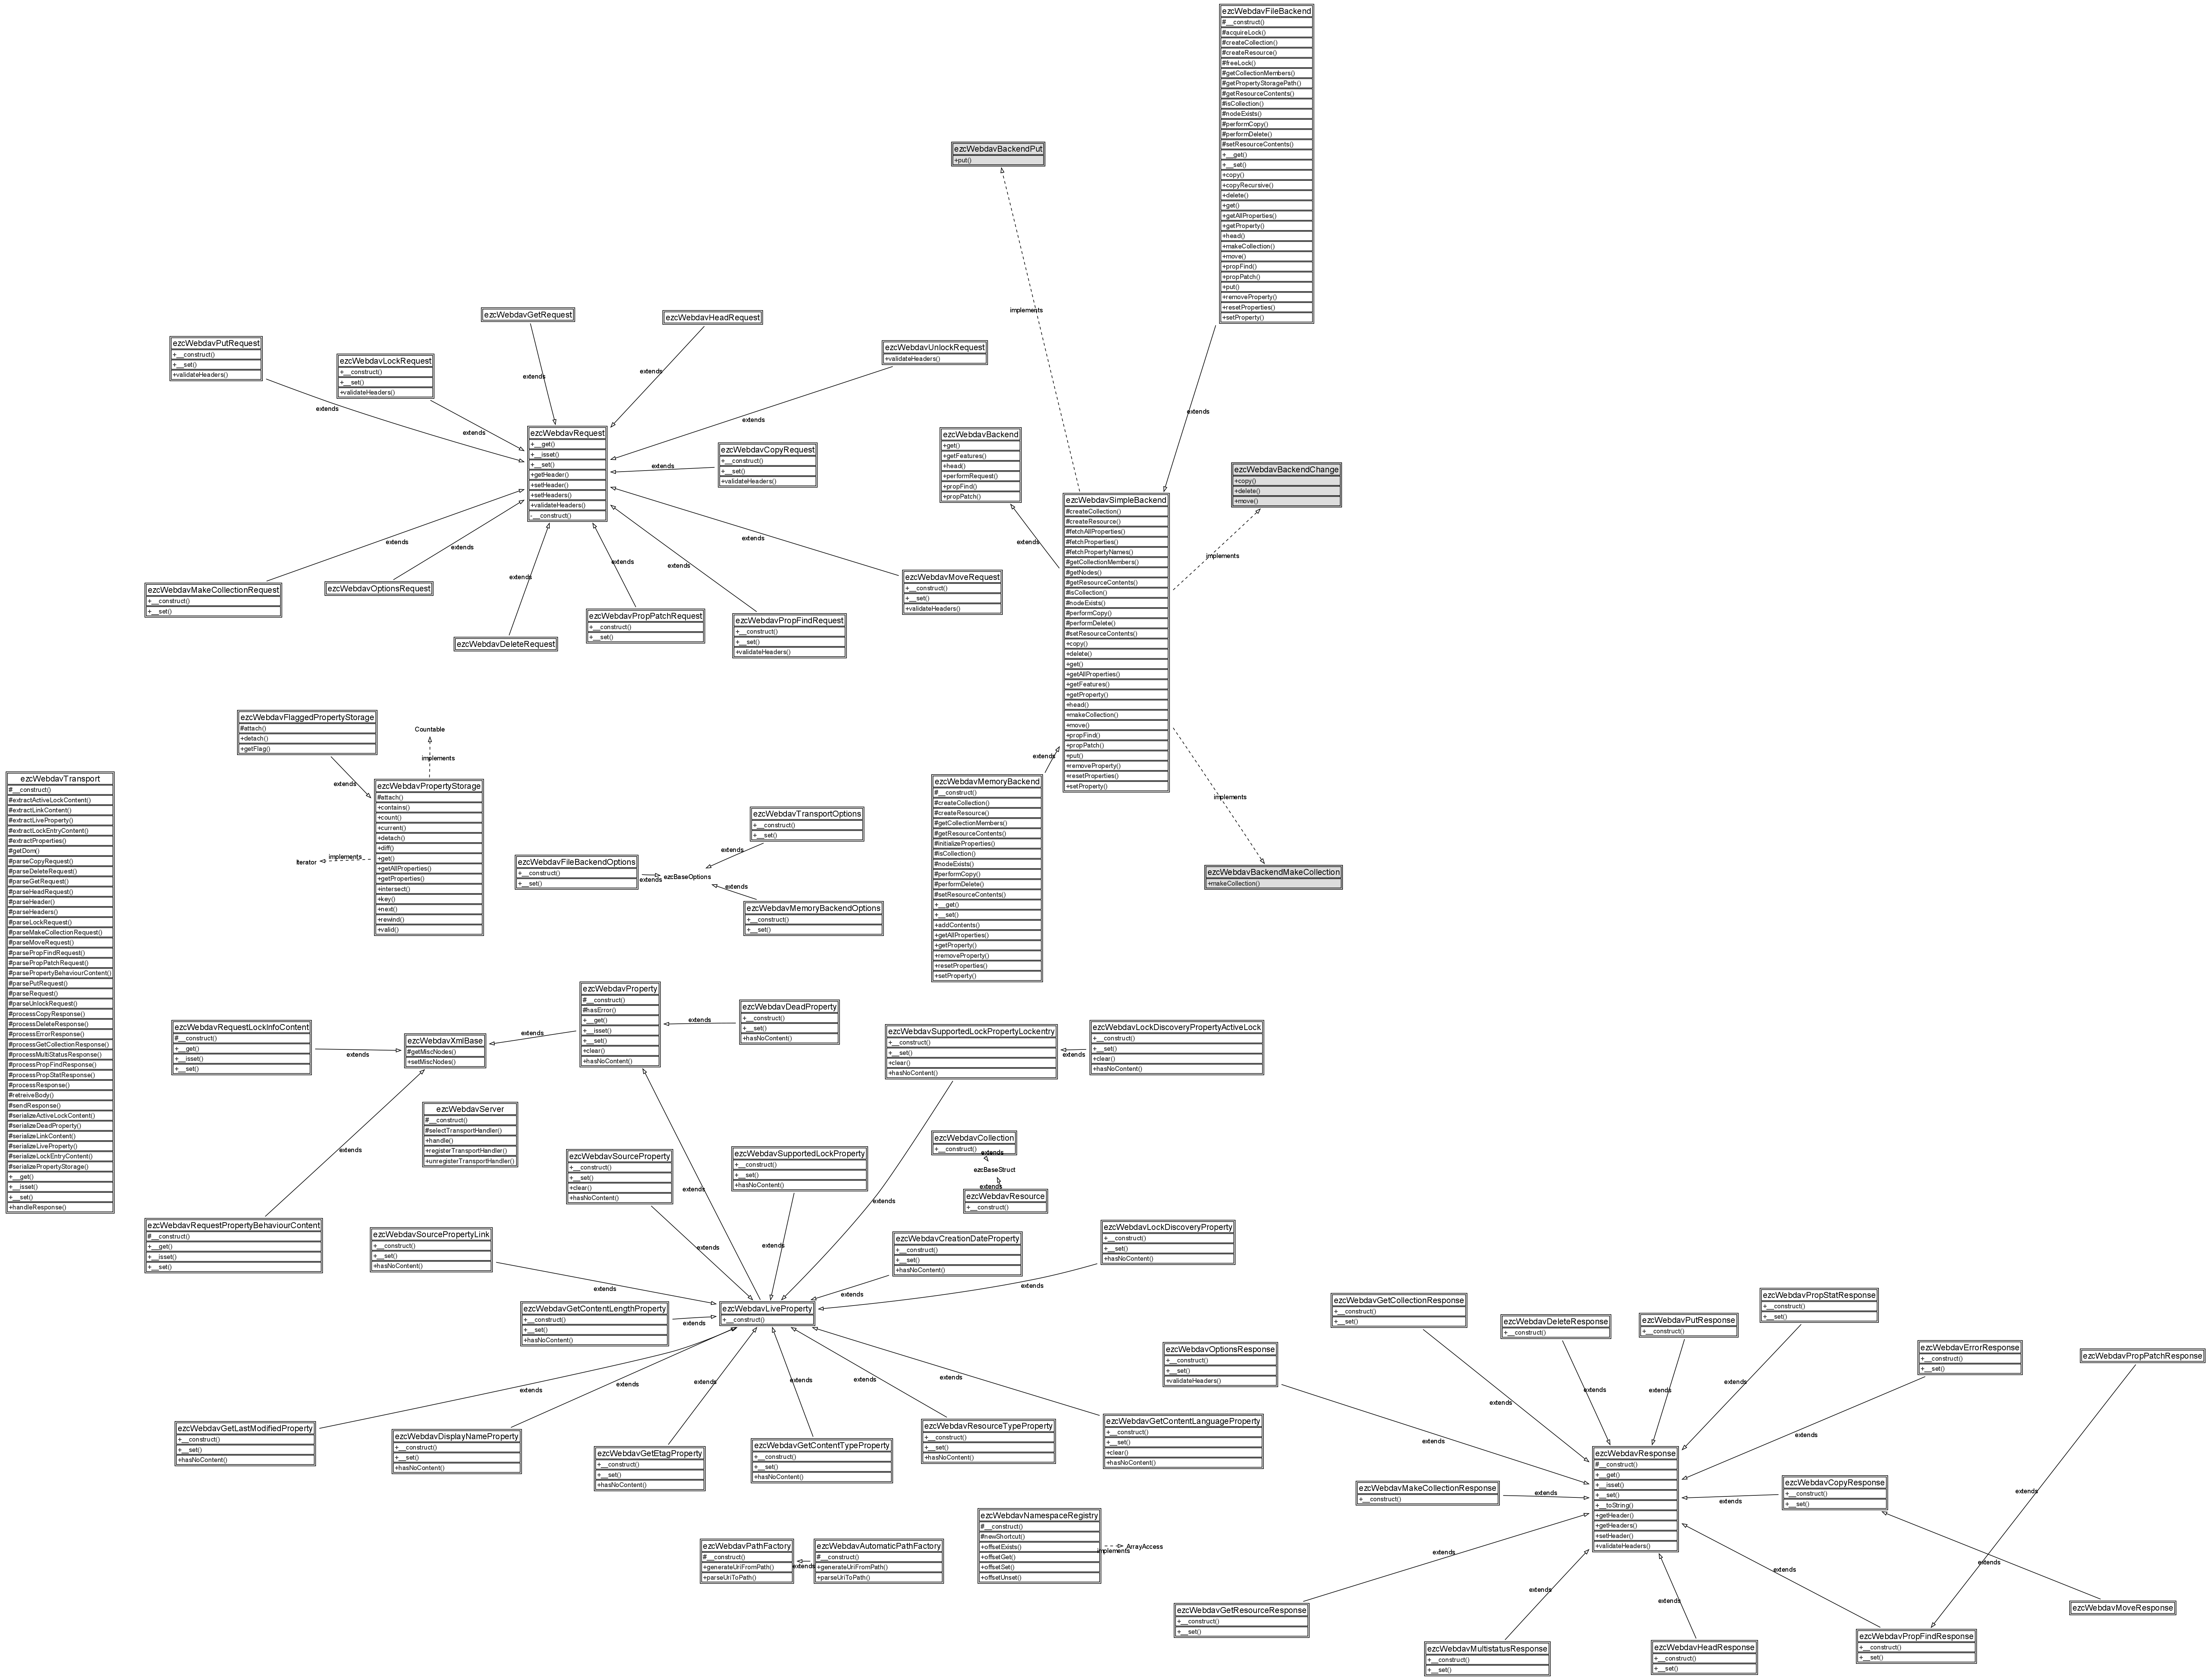 ezcWebdavFileBackend
#__construct()
#acquireLock()
#createCollection()
#createResource()
#freeLock()
#getCollectionMembers()
#getPropertyStoragePath()
#getResourceContents()
#isCollection()
#nodeExists()
#performCopy()
#performDelete()
#setResourceContents()
+__get()
+__set()
+copy()
+copyRecursive()
+delete()
+get()
+getAllProperties()
+getProperty()
+head()
+makeCollection()
+move()
+propFind()
+propPatch()
+put()
+removeProperty()
+resetProperties()
+setProperty()
ezcWebdavBackendPut
+put()
implements
ezcWebdavGetRequest
ezcWebdavHeadRequest
ezcWebdavPutRequest
+__construct()
+__set()
+validateHeaders()
ezcWebdavLockRequest
+__construct()
+__set()
+validateHeaders()
ezcWebdavUnlockRequest
+validateHeaders()
extends
extends
extends
extends
extends
extends
ezcWebdavRequest
+__get()
+__isset()
+__set()
+getHeader()
+setHeader()
+setHeaders()
+validateHeaders()
-__construct()
ezcWebdavCopyRequest
+__construct()
+__set()
+validateHeaders()
extends
ezcWebdavBackend
+get()
+getFeatures()
+head()
+performRequest()
+propFind()
+propPatch()
extends
ezcWebdavBackendChange
+copy()
+delete()
+move()
implements
ezcWebdavSimpleBackend
#createCollection()
#createResource()
#fetchAllProperties()
#fetchProperties()
#fetchPropertyNames()
#getCollectionMembers()
#getNodes()
#getResourceContents()
#isCollection()
#nodeExists()
#performCopy()
#performDelete()
#setResourceContents()
+copy()
+delete()
+get()
+getAllProperties()
+getFeatures()
+getProperty()
+head()
+makeCollection()
+move()
+propFind()
+propPatch()
+put()
+removeProperty()
+resetProperties()
+setProperty()
extends
extends
extends
extends
extends
extends
ezcWebdavMakeCollectionRequest
+__construct()
+__set()
ezcWebdavOptionsRequest
ezcWebdavDeleteRequest
ezcWebdavPropPatchRequest
+__construct()
+__set()
ezcWebdavPropFindRequest
+__construct()
+__set()
+validateHeaders()
ezcWebdavMoveRequest
+__construct()
+__set()
+validateHeaders()
ezcWebdavFlaggedPropertyStorage
#attach()
+detach()
+getFlag()
extends
Countable
implements
ezcWebdavPropertyStorage
#attach()
+contains()
+count()
+current()
+detach()
+diff()
+get()
+getAllProperties()
+getProperties()
+intersect()
+key()
+next()
+rewind()
+valid()
Iterator
implements
ezcWebdavTransport
#__construct()
#extractActiveLockContent()
#extractLinkContent()
#extractLiveProperty()
#extractLockEntryContent()
#extractProperties()
#getDom()
#parseCopyRequest()
#parseDeleteRequest()
#parseGetRequest()
#parseHeadRequest()
#parseHeader()
#parseHeaders()
#parseLockRequest()
#parseMakeCollectionRequest()
#parseMoveRequest()
#parsePropFindRequest()
#parsePropPatchRequest()
#parsePropertyBehaviourContent()
#parsePutRequest()
#parseRequest()
#parseUnlockRequest()
#processCopyResponse()
#processDeleteResponse()
#processErrorResponse()
#processGetCollectionResponse()
#processMultiStatusResponse()
#processPropFindResponse()
#processPropStatResponse()
#processResponse()
#retreiveBody()
#sendResponse()
#serializeActiveLockContent()
#serializeDeadProperty()
#serializeLinkContent()
#serializeLiveProperty()
#serializeLockEntryContent()
#serializePropertyStorage()
+__get()
+__isset()
+__set()
+handleResponse()
ezcWebdavTransportOptions
+__construct()
+__set()
extends
ezcWebdavFileBackendOptions
+__construct()
+__set()
extends
ezcBaseOptions
extends
ezcWebdavMemoryBackendOptions
+__construct()
+__set()
extends
ezcWebdavMemoryBackend
#__construct()
#createCollection()
#createResource()
#getCollectionMembers()
#getResourceContents()
#initializeProperties()
#isCollection()
#nodeExists()
#performCopy()
#performDelete()
#setResourceContents()
+__get()
+__set()
+addContents()
+getAllProperties()
+getProperty()
+removeProperty()
+resetProperties()
+setProperty()
implements
ezcWebdavBackendMakeCollection
+makeCollection()
ezcWebdavProperty
#__construct()
#hasError()
+__get()
+__isset()
+__set()
+clear()
+hasNoContent()
ezcWebdavDeadProperty
+__construct()
+__set()
+hasNoContent()
extends
extends
ezcWebdavRequestLockInfoContent
#__construct()
+__get()
+__isset()
+__set()
extends
ezcWebdavXmlBase
#getMiscNodes()
+setMiscNodes()
ezcWebdavSupportedLockPropertyLockentry
+__construct()
+__set()
+clear()
+hasNoContent()
extends
ezcWebdavLockDiscoveryPropertyActiveLock
+__construct()
+__set()
+clear()
+hasNoContent()
ezcWebdavServer
#__construct()
#selectTransportHandler()
+handle()
+registerTransportHandler()
+unregisterTransportHandler()
extends
ezcWebdavSourceProperty
+__construct()
+__set()
+clear()
+hasNoContent()
extends
ezcWebdavSupportedLockProperty
+__construct()
+__set()
+hasNoContent()
extends
ezcWebdavCollection
+__construct()
extends
ezcBaseStruct
extends
ezcWebdavResource
+__construct()
ezcWebdavRequestPropertyBehaviourContent
#__construct()
+__get()
+__isset()
+__set()
ezcWebdavSourcePropertyLink
+__construct()
+__set()
+hasNoContent()
extends
extends
extends
ezcWebdavCreationDateProperty
+__construct()
+__set()
+hasNoContent()
extends
ezcWebdavLockDiscoveryProperty
+__construct()
+__set()
+hasNoContent()
extends
ezcWebdavGetContentLengthProperty
+__construct()
+__set()
+hasNoContent()
extends
ezcWebdavLiveProperty
+__construct()
extends
extends
extends
extends
extends
extends
ezcWebdavGetLastModifiedProperty
+__construct()
+__set()
+hasNoContent()
ezcWebdavDisplayNameProperty
+__construct()
+__set()
+hasNoContent()
ezcWebdavGetEtagProperty
+__construct()
+__set()
+hasNoContent()
ezcWebdavGetContentTypeProperty
+__construct()
+__set()
+hasNoContent()
ezcWebdavResourceTypeProperty
+__construct()
+__set()
+hasNoContent()
ezcWebdavGetContentLanguageProperty
+__construct()
+__set()
+clear()
+hasNoContent()
ezcWebdavGetCollectionResponse
+__construct()
+__set()
ezcWebdavDeleteResponse
+__construct()
ezcWebdavPutResponse
+__construct()
ezcWebdavPropStatResponse
+__construct()
+__set()
ezcWebdavOptionsResponse
+__construct()
+__set()
+validateHeaders()
ezcWebdavErrorResponse
+__construct()
+__set()
ezcWebdavPropPatchResponse
extends
extends
extends
extends
extends
extends
ezcWebdavResponse
#__construct()
+__get()
+__isset()
+__set()
+__toString()
+getHeader()
+getHeaders()
+setHeader()
+validateHeaders()
ezcWebdavMakeCollectionResponse
+__construct()
extends
extends
ezcWebdavCopyResponse
+__construct()
+__set()
extends
ezcWebdavPathFactory
#__construct()
+generateUriFromPath()
+parseUriToPath()
extends
ezcWebdavAutomaticPathFactory
#__construct()
+generateUriFromPath()
+parseUriToPath()
ezcWebdavNamespaceRegistry
#__construct()
#newShortcut()
+offsetExists()
+offsetGet()
+offsetSet()
+offsetUnset()
implements
ArrayAccess
extends
extends
extends
extends
extends
ezcWebdavGetResourceResponse
+__construct()
+__set()
ezcWebdavMultistatusResponse
+__construct()
+__set()
ezcWebdavHeadResponse
+__construct()
+__set()
ezcWebdavPropFindResponse
+__construct()
+__set()
ezcWebdavMoveResponse